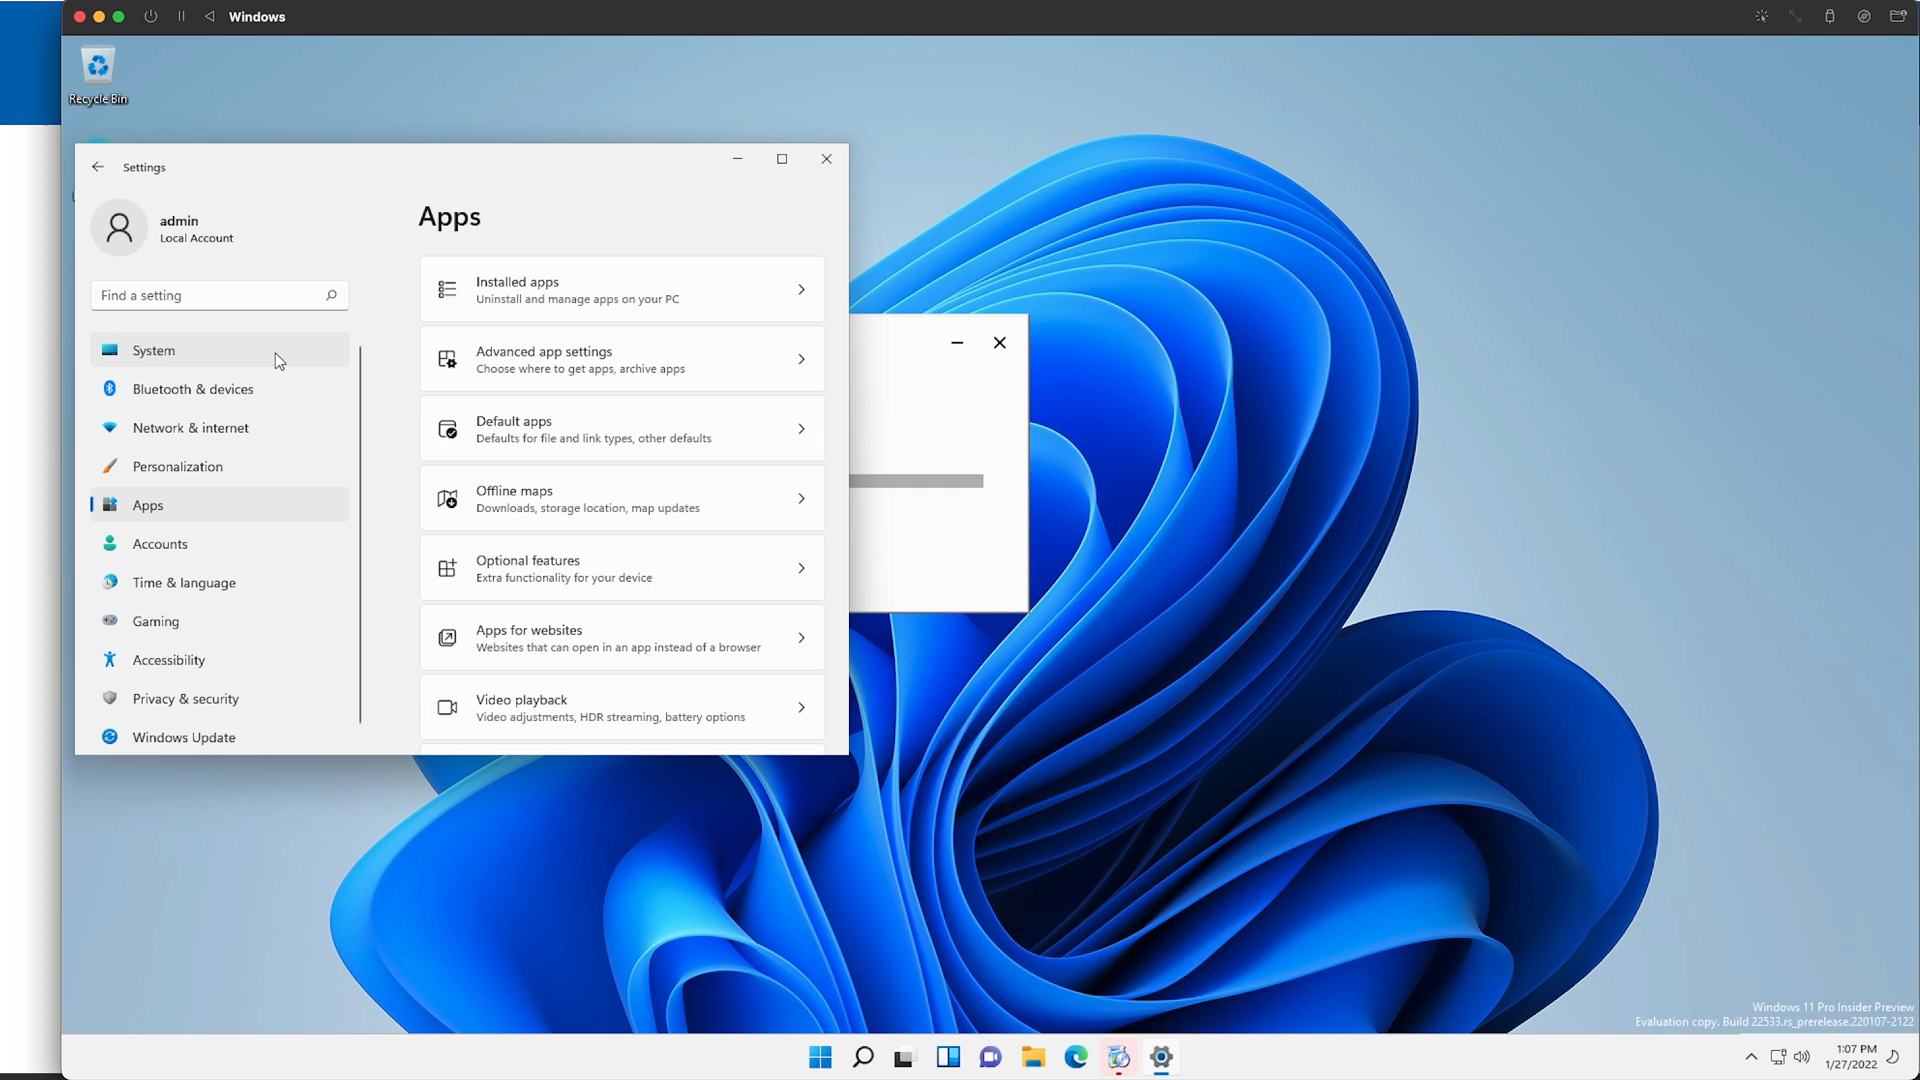 Windows
Recycle Bin
Settings
admin
Local Account
Find a setting
System
Bluetooth & devices
Network & internet
Personalization
Apps
Accounts
Time & language
Gaming
Accessibility
Privacy & security
Windows Update
Apps
Installed apps
Uninstall and manage apps on your PC
Advanced app settings
Choose where to get apps, archive apps
Default apps
Defaults for file and link types, other defaults
Offline maps
Downloads, storage location, map updates
Optional features
Extra functionality for your device
Apps for websites
Websites that can open in an app instead of a browser
Video playback
Video adjustments, HDR streaming, battery options
Windows 11 Pro Insider Preview
Evaluation copy. Build 22533.rs_prerelease.220107-2122
1:07 PM
1/27/2022